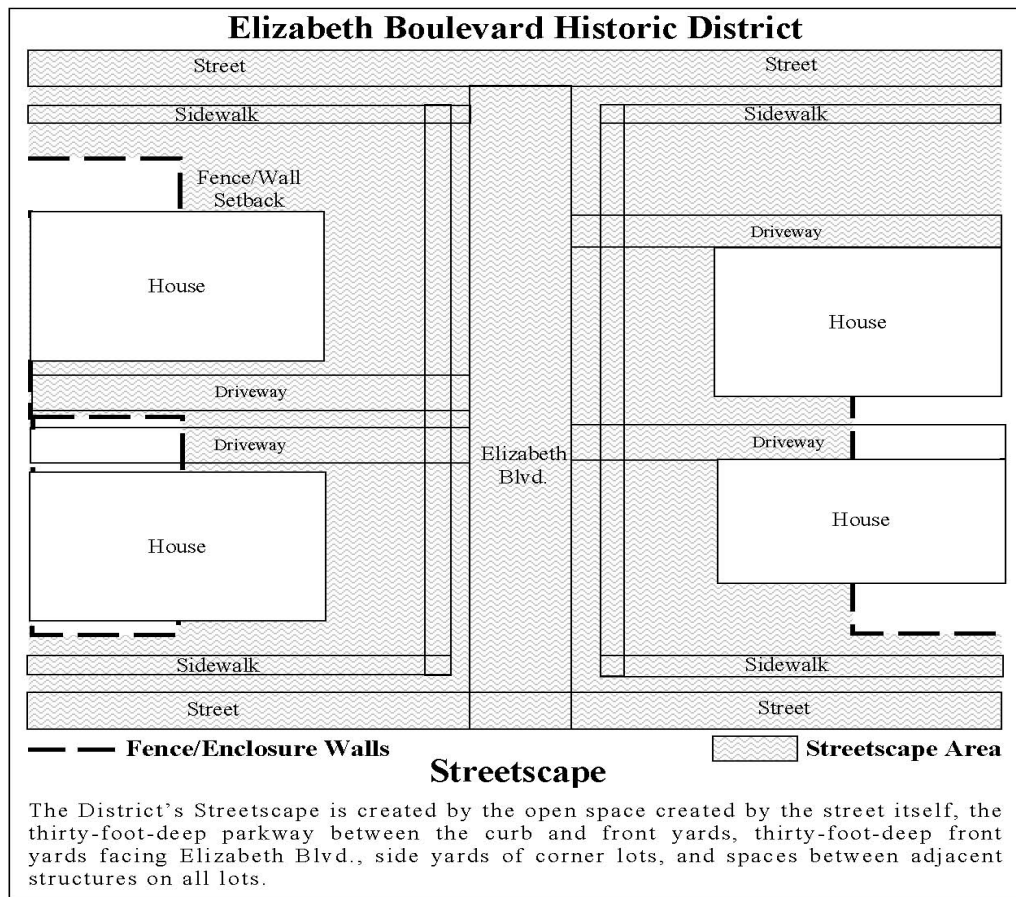 Elizabeth Boulevard Historic District
Street
Street
Sidewalk
Sidewalk
Fence/Wall
Setback
Driveway
House
House
Driveway
Driveway
Driveway
Elizabeth
Blvd.
House
House
Sidewalk
Sidewalk
Street
Street
Fence/Enclosure Walls
Streetscape Area
Streetscape
The District's Streetscape is created by the open space created by the street itself, the
thirty-foot-deep parkway between the curb and front yards, thirty-foot-deep front
yards facing Elizabeth Blvd., side yards of corner lots, and spaces between adjacent
structures on all lots.